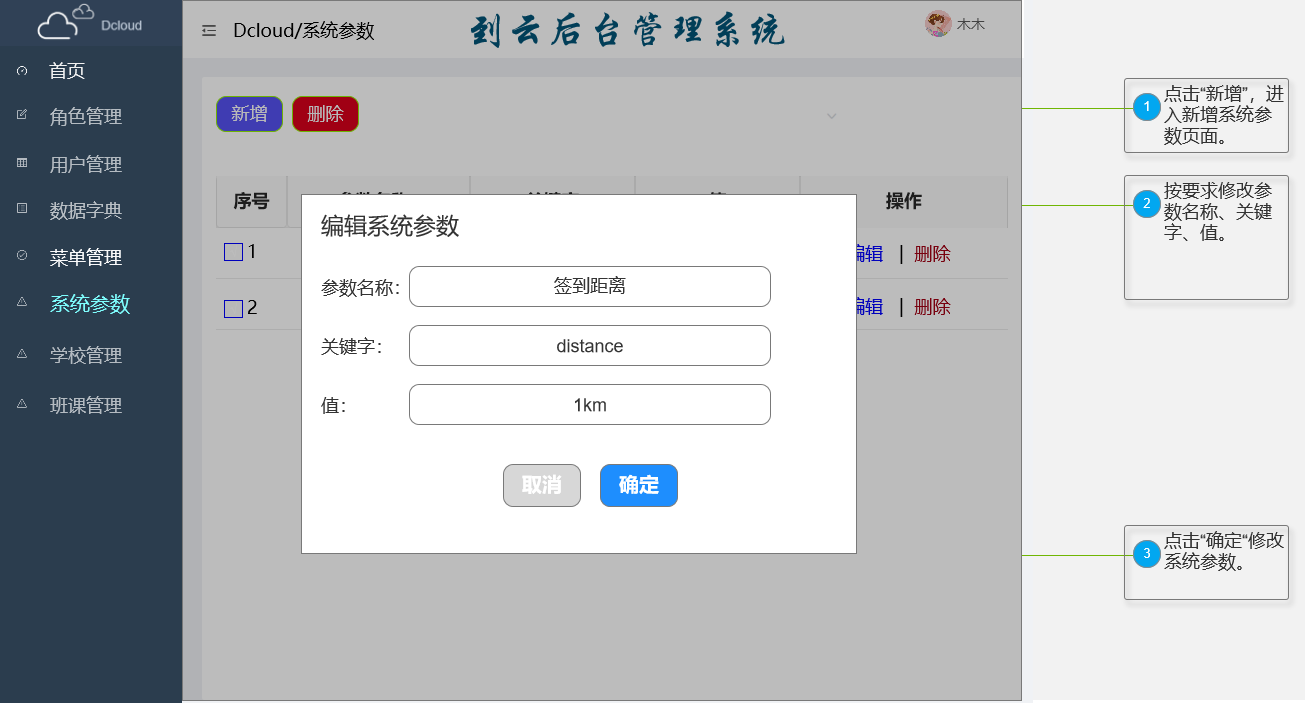 Dcloud
首页
角色管理
用户管理
数据字典
菜单管理
系统参数
学校管理
班课管理
Dcloud/系统参数
到云后台管理系统
木木
新增
删除
序号
操作
1
编辑 | 删除
2
编辑 | 删除
编辑系统参数
参数名称：
签到距离
关键字：
distance
值：
1km
取消
确定
1
点击“新增”，进
入新增系统参
数页面。
2
按要求修改参
数名称、关键
字、值。
3
点击“确定“修改
系统参数。